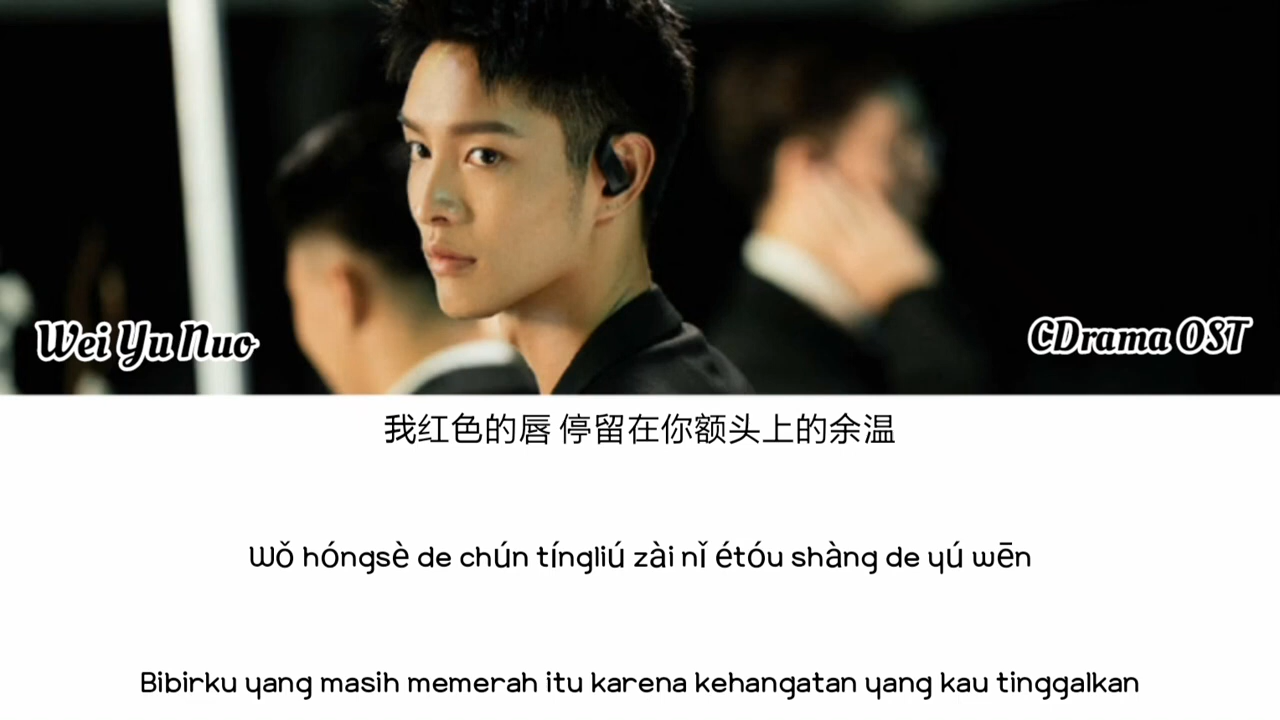 Wei Yu Nuo
CDrama OST
我红色的唇 停留在你额头上的余温
Wǒ hóngsè de chún tíngliú zài nǐ étóu shàng de yú wēn
Bibirku yang masih memerah itu karena kehangatan yang kau tinggalkan